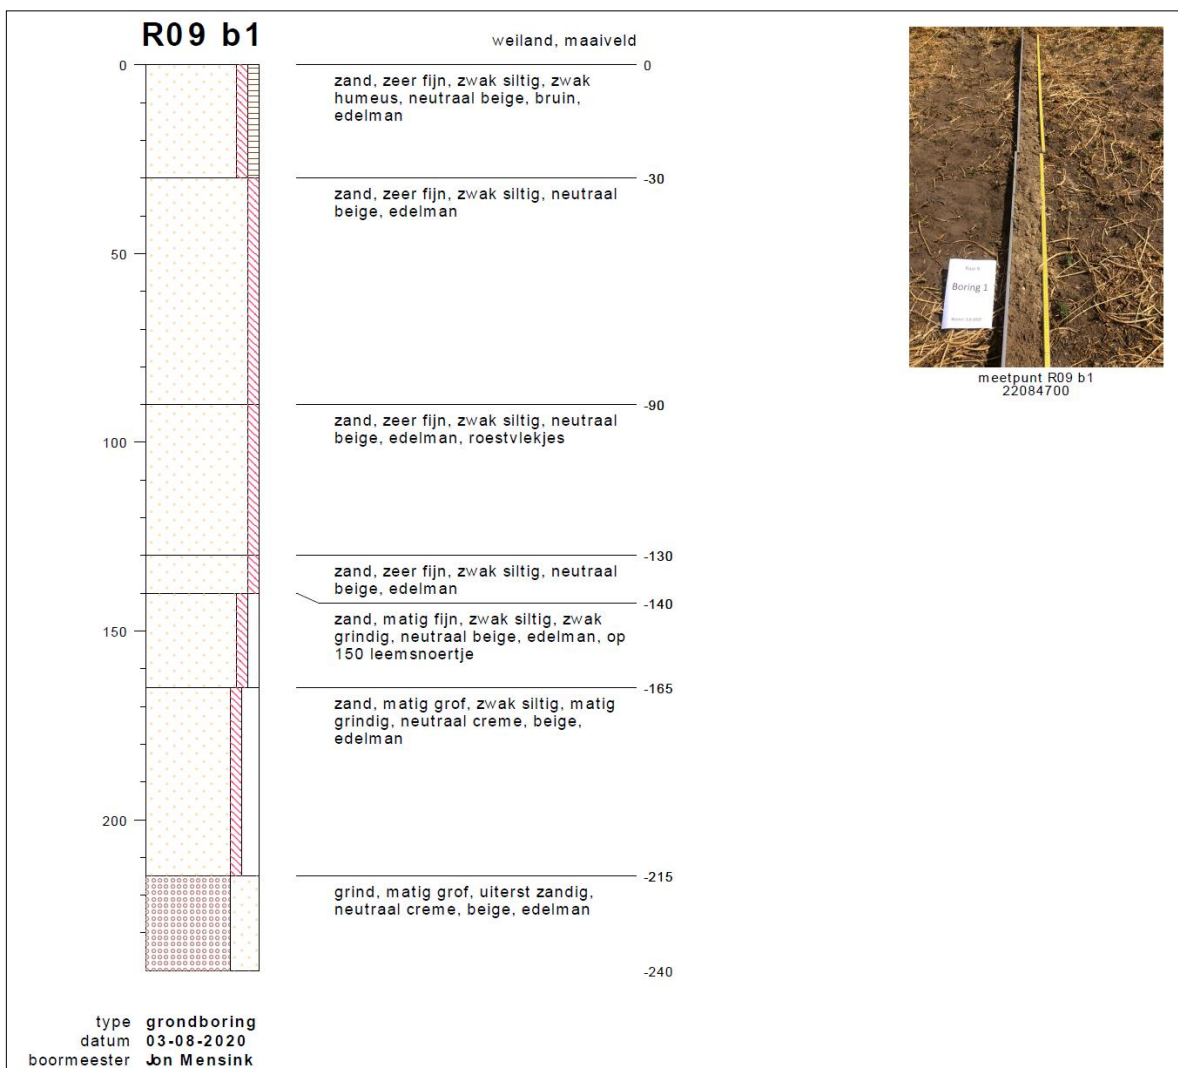 R09 b1
weiland, maaiveld
0
0
zand, zeer fijn, zwak siltig, zwak
humeus, neutraal beige, bruin,
edelman
-30
zand, zeer fijn, zwak siltig, neutraal
beige, edelman
50
-90
zand, zeer fijn, zwak siltig, neutraal
beige, edelman, roestvlekjes
100
-130
zand, zeer fijn, zwak siltig, neutraal
beige, edelman
-140
zand, matig fijn, zwak siltig, zwak
grindig, neutraal beige, edelman, op
150 leemsnoertje
150
-165
zand, matig grof, zwak siltig, matig
grindig, neutraal creme, beige,
edelman
200
-215
grind, matig grof, uiterst zandig,
neutraal creme, beige, edelman
-240
type grondboring
datum 03-08-2020
boormeester Jon Mensink
Boring 1
meetpunt R09 b1
22084700